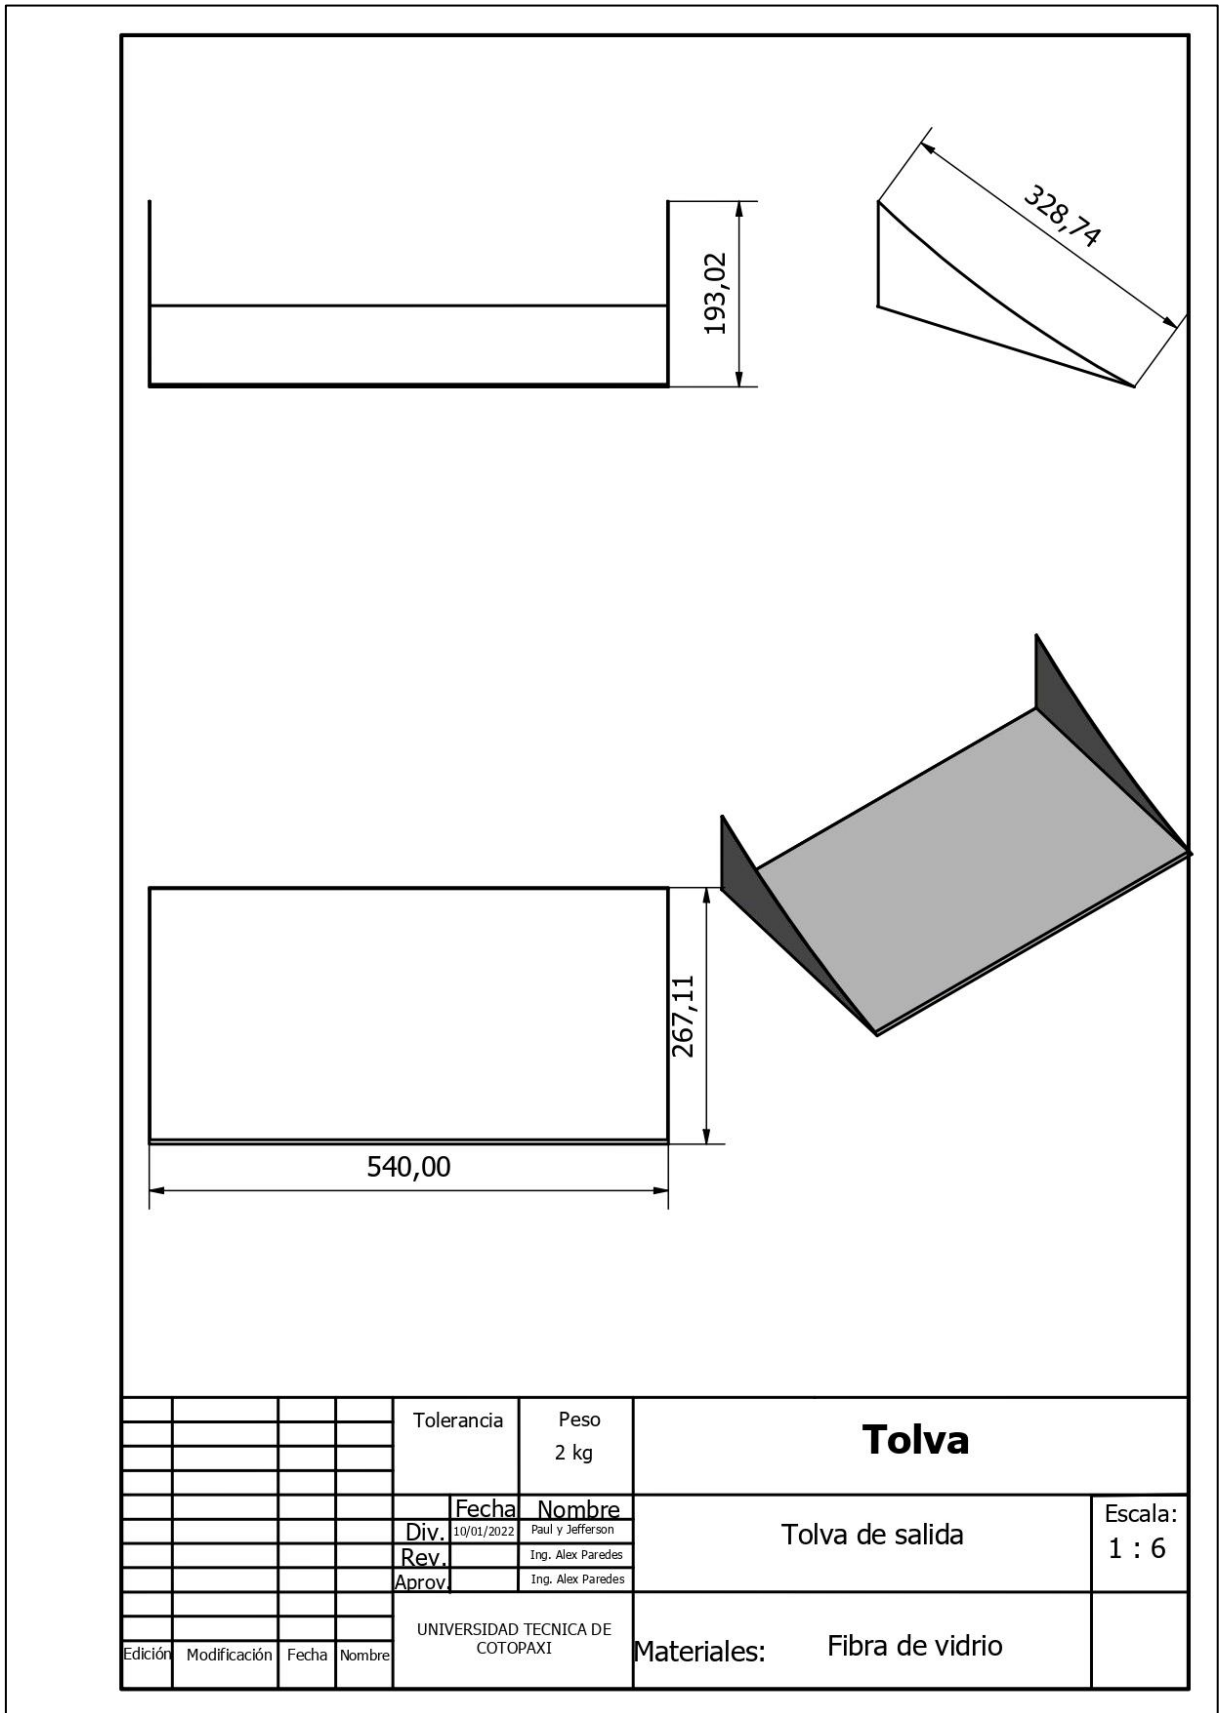 328,74
193,02
267,11
540,00
Tolerancia
Peso
2 kg
Tolva
Fecha Nombre
Div. 10/01/2022 Paul y Jefferson
Rev. Ing. Alex Paredes
Aprov. Ing. Alex Paredes
Tolva de salida
Escala:
1 : 6
Edición Modificación Fecha Nombre
UNIVERSIDAD TECNICA DE
COTOPAXI
Materiales: Fibra de vidrio